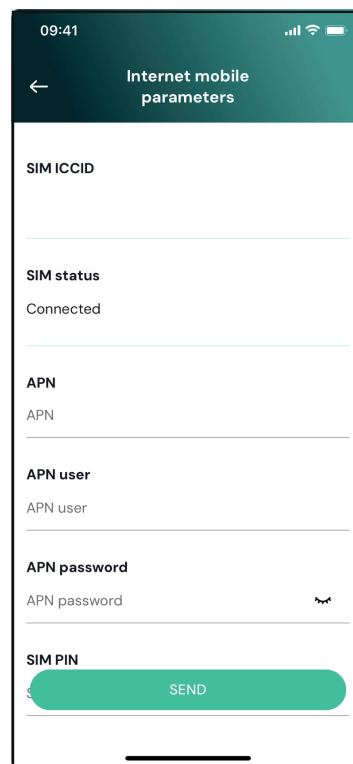 09:41
Internet mobile
parameters
SIM ICCID
SIM status
Connected
APN
APN
APN user
APN user
APN password
APN password
SIM PIN
SEND